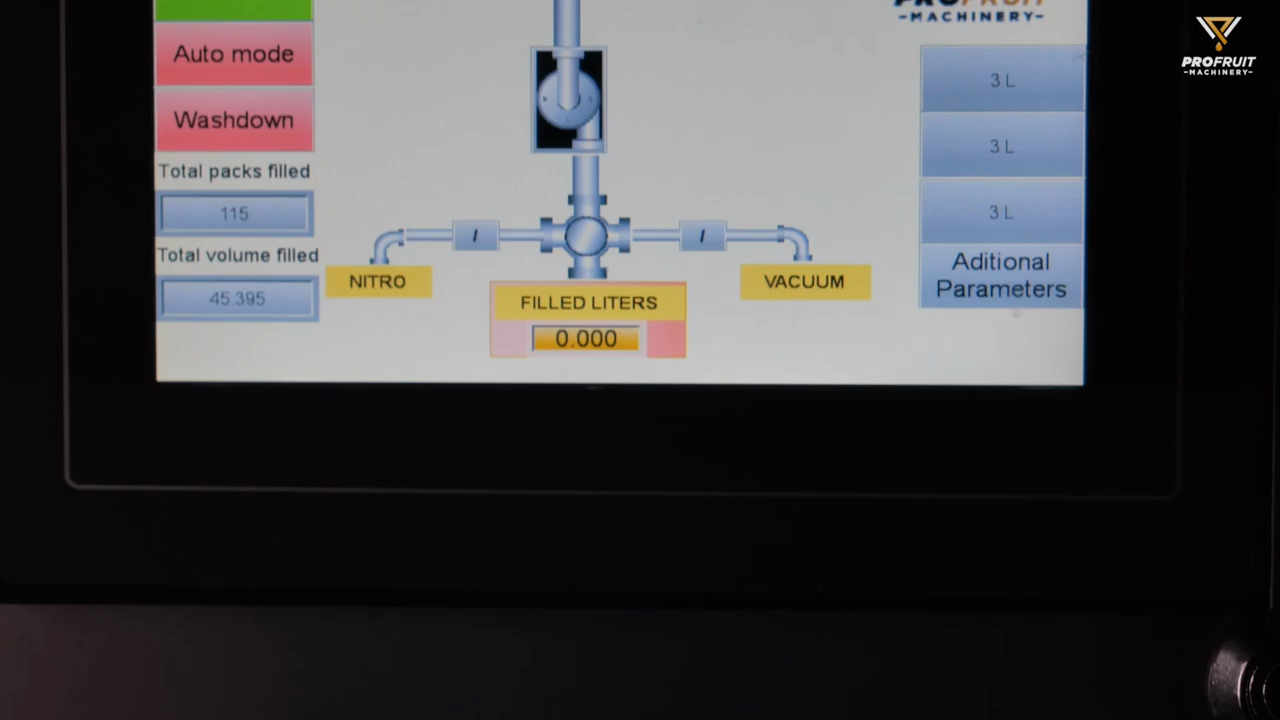 PROFRUIT
-MACHINERY-
PROFRUIT
-MACHINERY-
Auto mode
3 L
Washdown
3 L
Total packs filled
115
3 L
Total volume filled
45.395
I
I
NITRO
VACUUM
Aditional
Parameters
FILLED LITERS
0.000